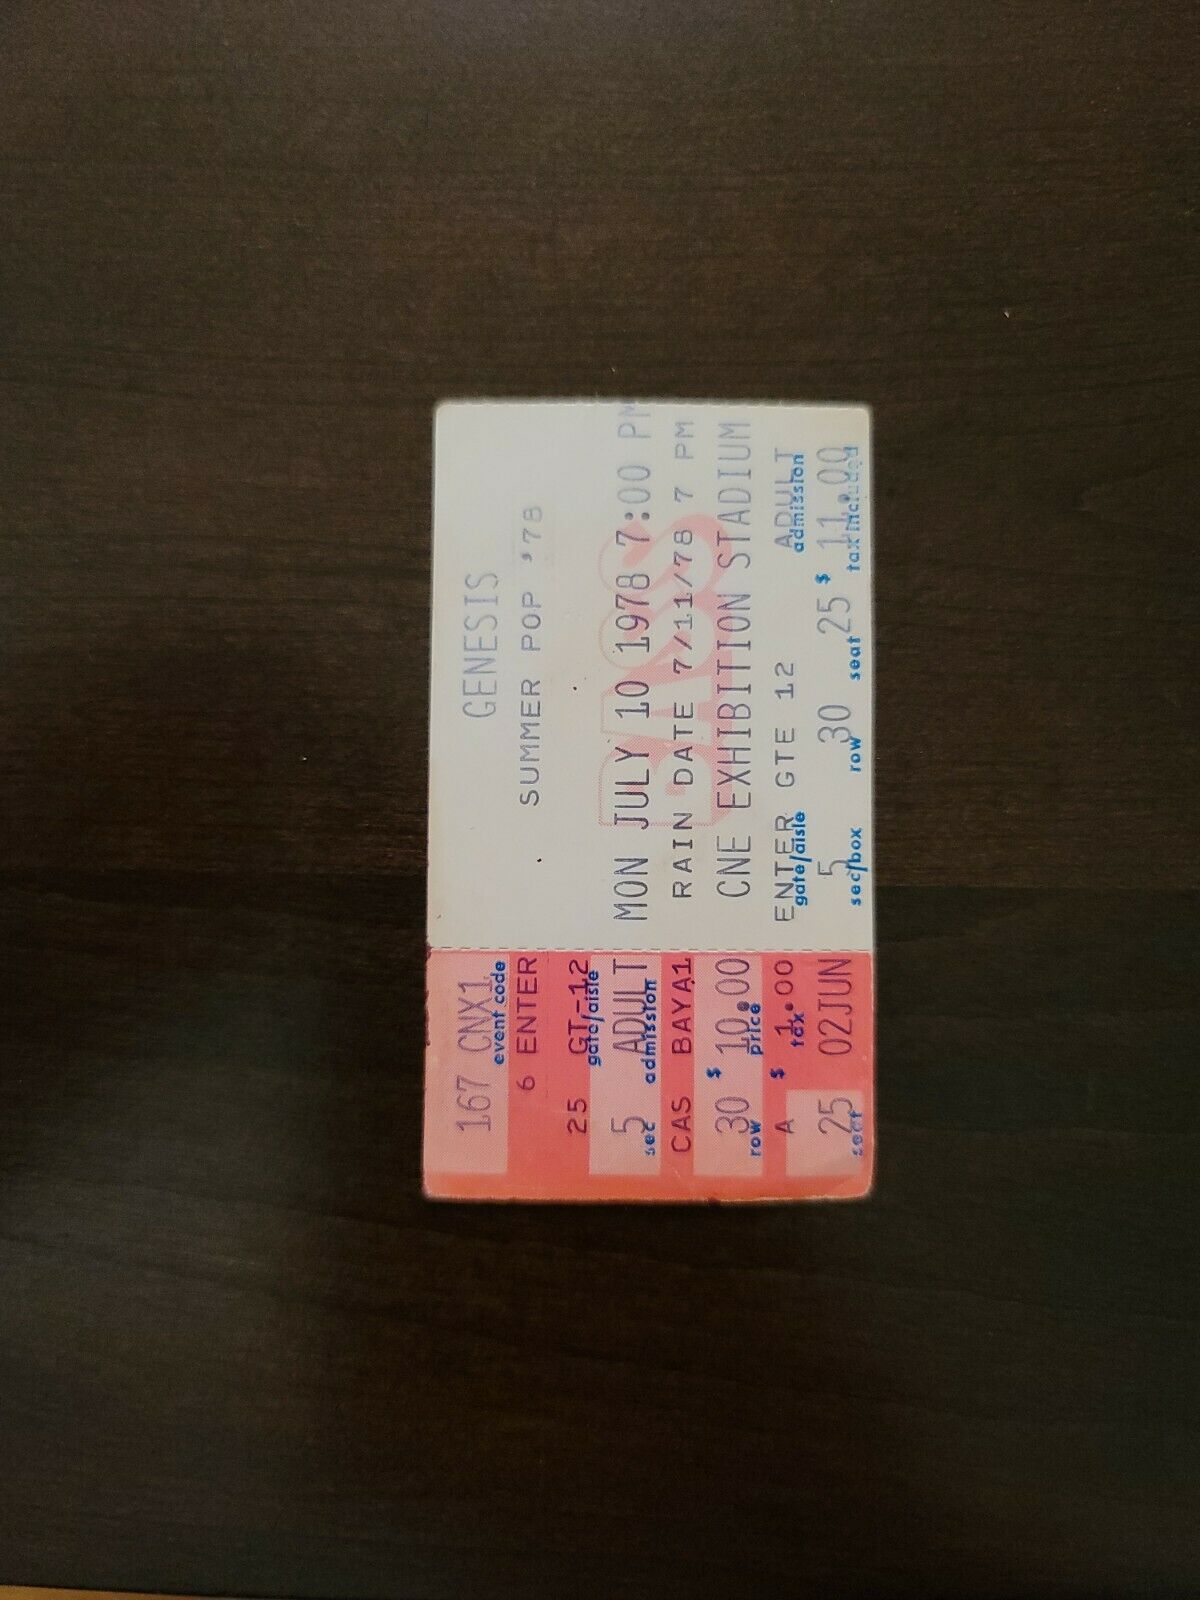 GENESIS
SUMMER POP '78
BASS
MON JULY 10 1978 7:00 PM
RAIN DATE 7/11/78 7 PM
CNE EXHIBITION STADIUM
ENTER GTE 12 ADULT
gate/aisle admission
5 30 25 $ 11.00
sec/box row seat tax included
167 CNX1
event code
6 ENTER
25 GT-12
gate/aisle
5 ADULT
sec admission
CAS BAYA1
30 $ 10.00
row price
A $ 1.00
tax
25 02JUN
seat